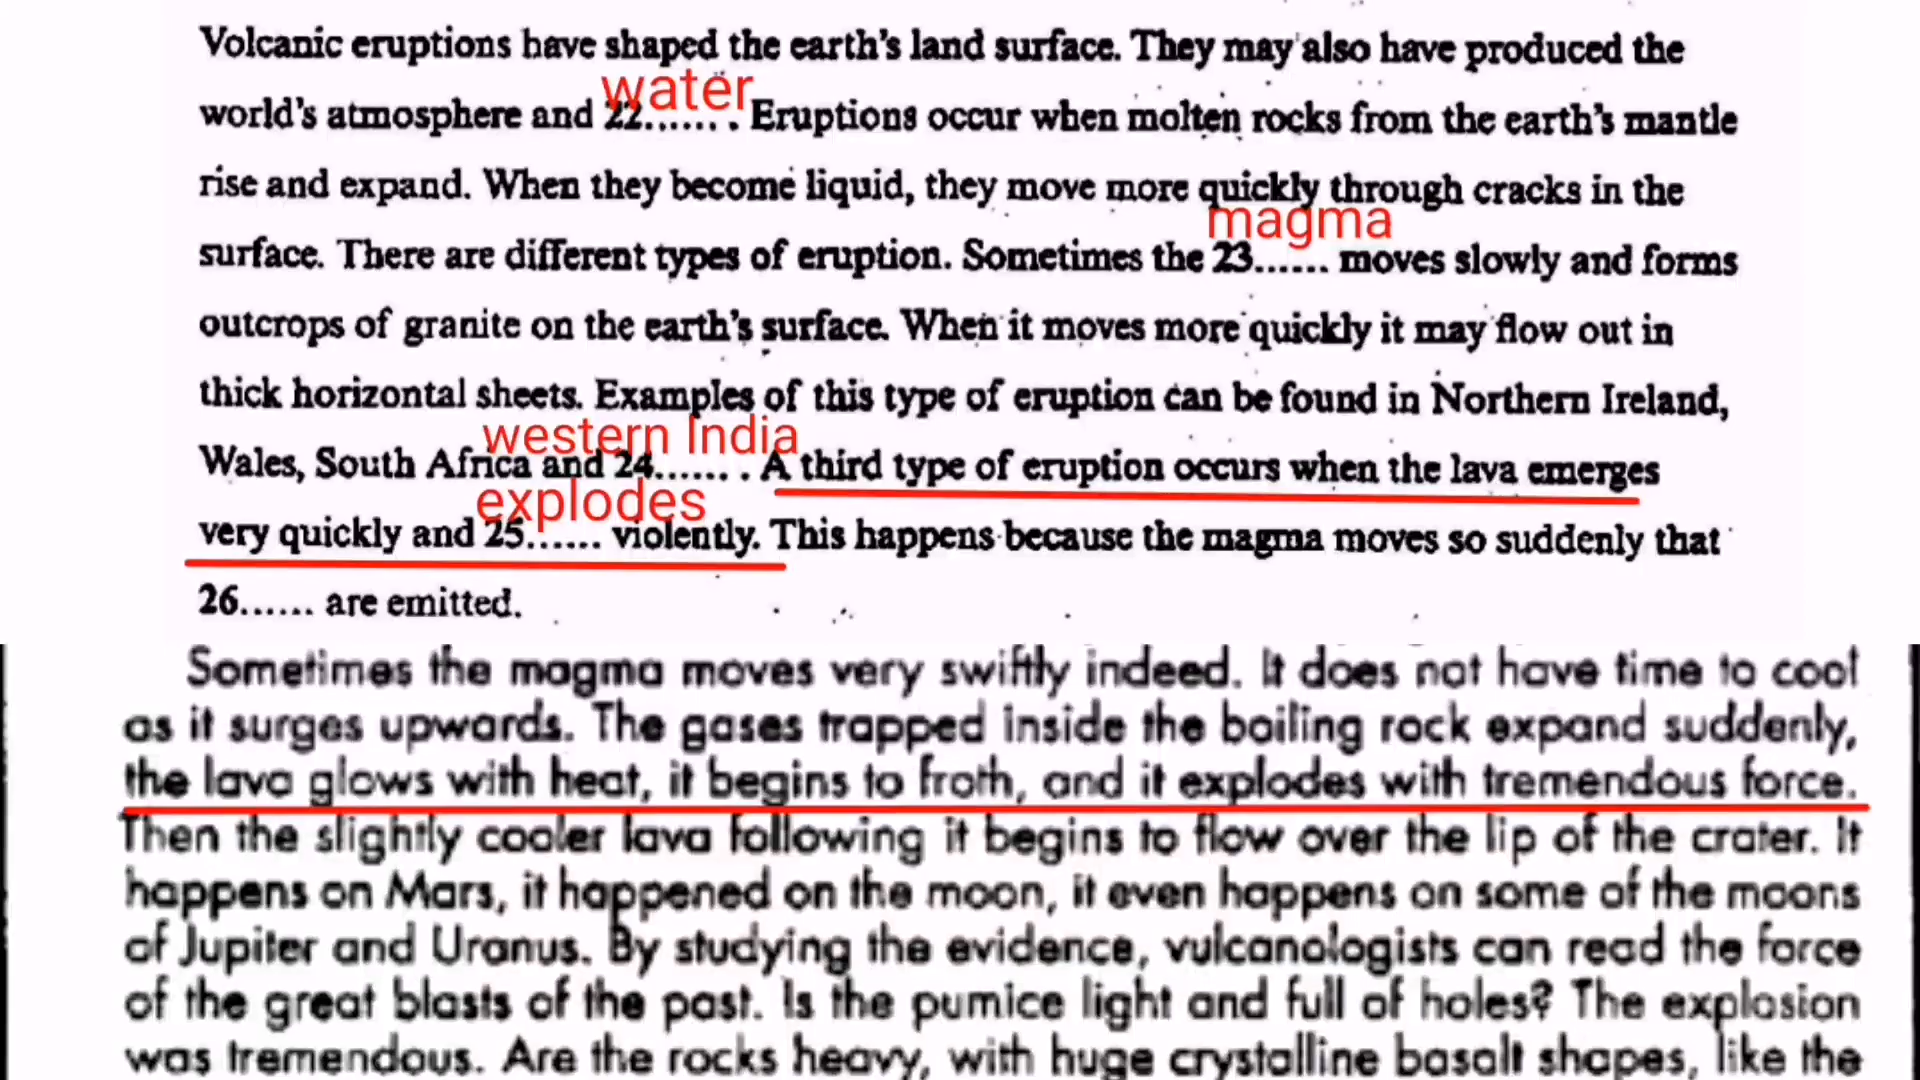 Volcanic eruptions have shaped the earth's land surface. They may also have produced the
water
world's atmosphere and 22....... . Eruptions occur when molten rocks from the earth's mantle
rise and expand. When they become liquid, they move more quickly through cracks in the
magma
surface. There are different types of eruption. Sometimes the 23...... moves slowly and forms
outcrops of granite on the earth's surface. When it moves more quickly it may flow out in
thick horizontal sheets. Examples of this type of eruption can be found in Northern Ireland,
western India
Wales, South Africa and 24....... . A third type of eruption occurs when the lava emerges
explodes
very quickly and 25...... violently. This happens because the magma moves so suddenly that
26...... are emitted.
Sometimes the magma moves very swiftly indeed. It does not have time to cool
as it surges upwards. The gases trapped inside the boiling rock expand suddenly,
the lava glows with heat, it begins to froth, and it explodes with tremendous force.
Then the slightly cooler lava following it begins to flow over the lip of the crater. It
happens on Mars, it happened on the moon, it even happens on some of the moons
of Jupiter and Uranus. By studying the evidence, vulcanologists can read the force
of the great blasts of the past. Is the pumice light and full of holes? The explosion
was tremendous. Are the rocks heavy, with huge crystalline basalt shapes, like the